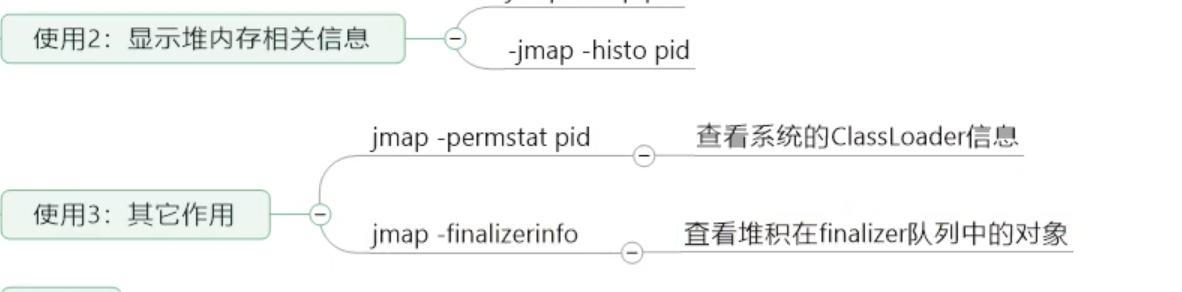 使用2：显示堆内存相关信息
-jmap -histo pid
jmap -permstat pid
查看系统的ClassLoader信息
使用3：其它作用
jmap -finalizerinfo
查看堆积在finalizer队列中的对象